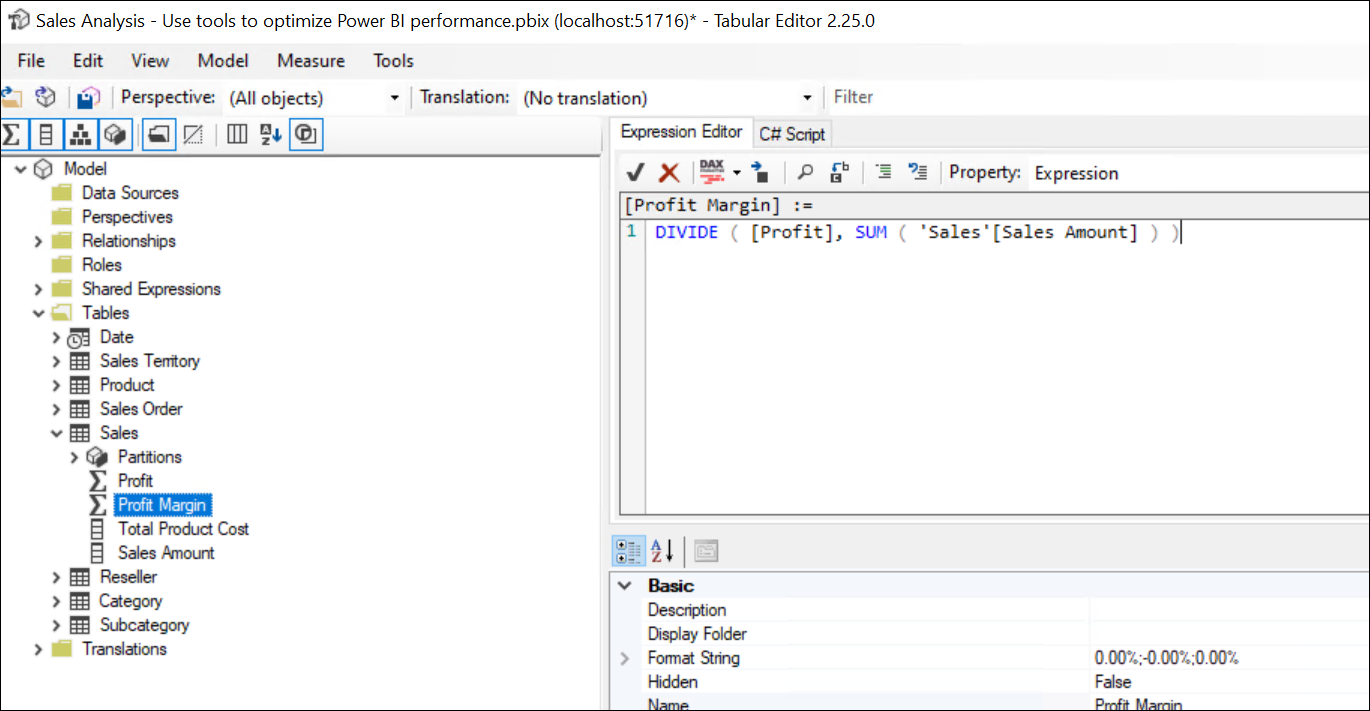 Sales Analysis - Use tools to optimize Power BI performance.pbix (localhost:51716)* - Tabular Editor 2.25.0
File Edit View Model Measure Tools
Perspective: (All objects) Translation: (No translation) Filter
Expression Editor C# Script
DAX Property: Expression
[Profit Margin] :=
1 DIVIDE ( [Profit], SUM ( 'Sales'[Sales Amount] ) )
Model
Data Sources
Perspectives
Relationships
Roles
Shared Expressions
Tables
Date
Sales Territory
Product
Sales Order
Sales
Partitions
Profit
Profit Margin
Total Product Cost
Sales Amount
Reseller
Category
Subcategory
Translations
Basic
Description
Display Folder
Format String 0.00%;-0.00%;0.00%
Hidden False
Name Profit Margin